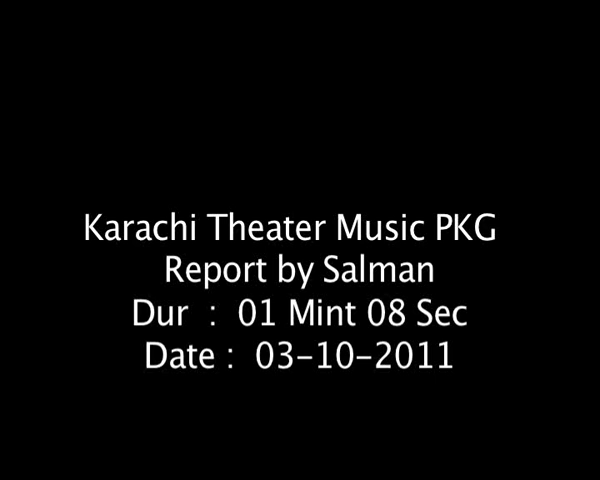 Karachi Theater Music PKG
Report by Salman
Dur : 01 Mint 08 Sec
Date : 03-10-2011